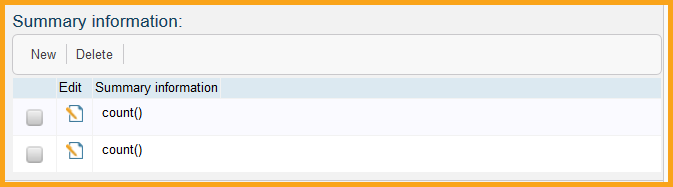 Summary information:
New Delete
Edit Summary information
count()
count()